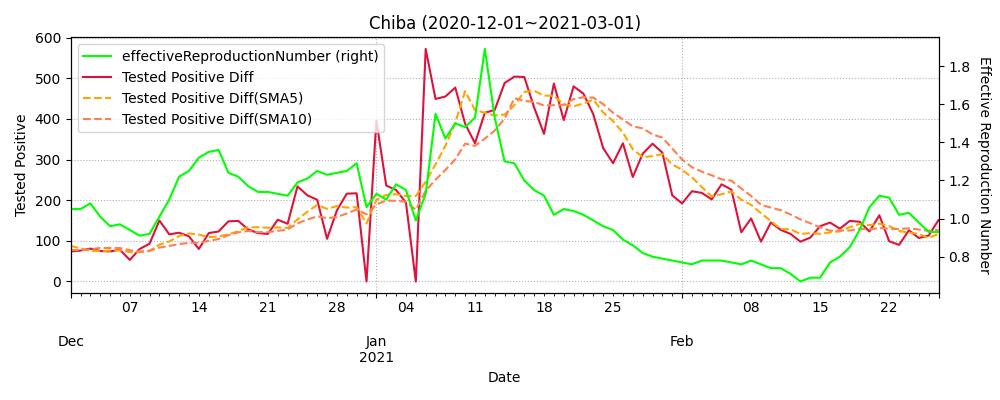 Chiba (2020-12-01~2021-03-01)
effectiveReproductionNumber (right)
Tested Positive Diff
Tested Positive Diff(SMA5)
Tested Positive Diff(SMA10)
Tested Positive
600
500
400
300
200
100
0
Effective Reproduction Number
1.8
1.6
1.4
1.2
1.0
0.8
07
14
21
28
04
11
18
25
08
15
22
Dec
Jan
2021
Feb
Date